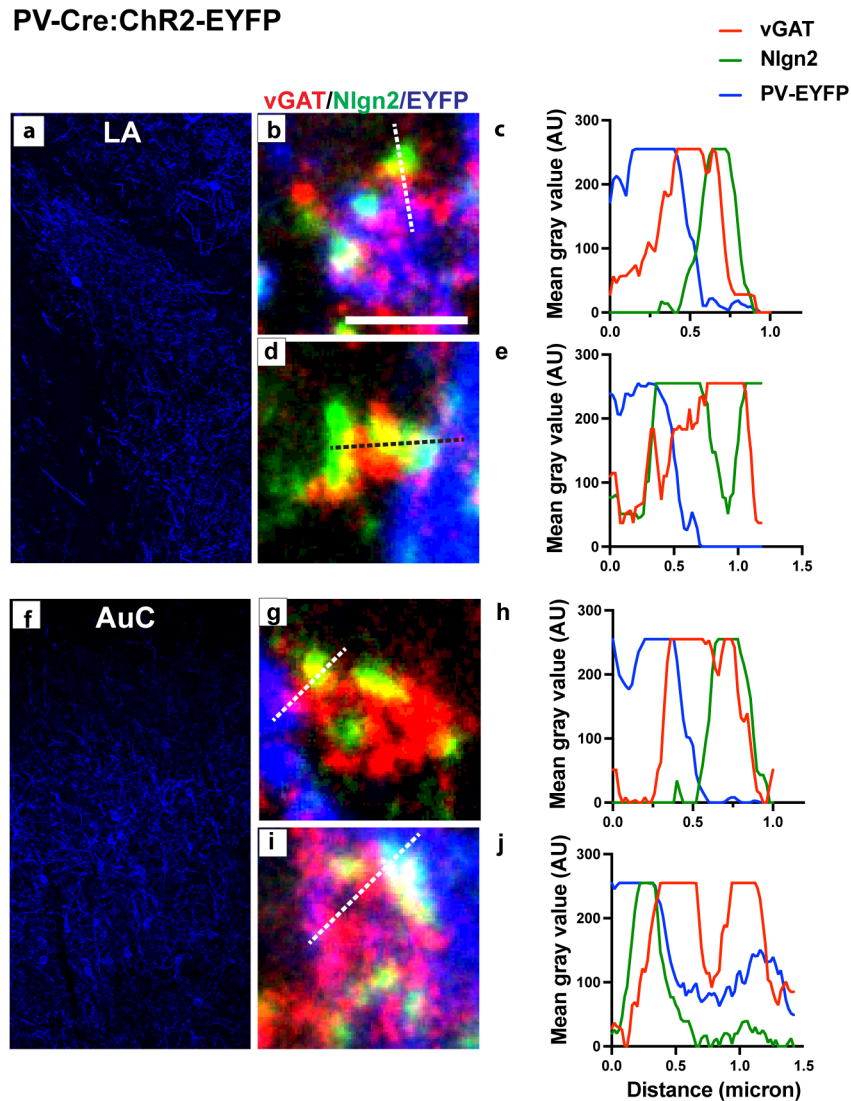 PV-Cre:ChR2-EYFP
vGAT
Nlgn2
PV-EYFP
vGAT/Nlgn2/EYFP
a
LA
b
c
Mean gray value (AU)
300
200
100
0
0.0
0.5
1.0
d
e
Mean gray value (AU)
300
200
100
0
0.0
0.5
1.0
1.5
f
AuC
g
h
Mean gray value (AU)
300
200
100
0
0.0
0.5
1.0
i
j
Mean gray value (AU)
300
200
100
0
0.0
0.5
1.0
1.5
Distance (micron)